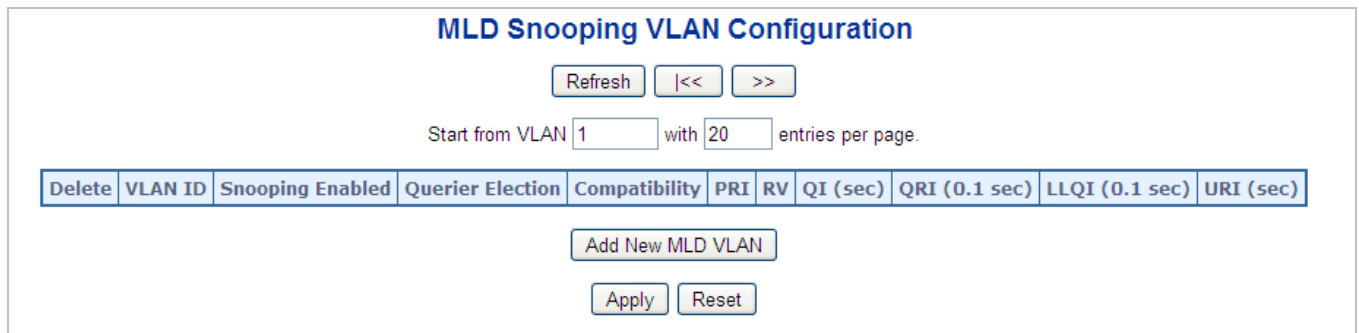 MLD Snooping VLAN Configuration
Refresh |<< >>
Start from VLAN 1 with 20 entries per page.
Delete VLAN ID Snooping Enabled Querier Election Compatibility PRI RV QI (sec) QRI (0.1 sec) LLQI (0.1 sec) URI (sec)
Add New MLD VLAN
Apply Reset